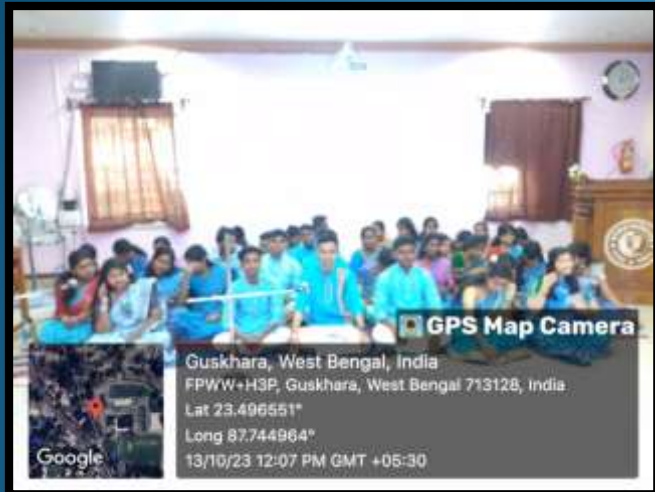 GPS Map Camera
Guskhara, West Bengal, India
FPWW+H3P, Guskhara, West Bengal 713128, India
Lat 23.496551°
Long 87.744964°
13/10/23 12:07 PM GMT +05:30
Google